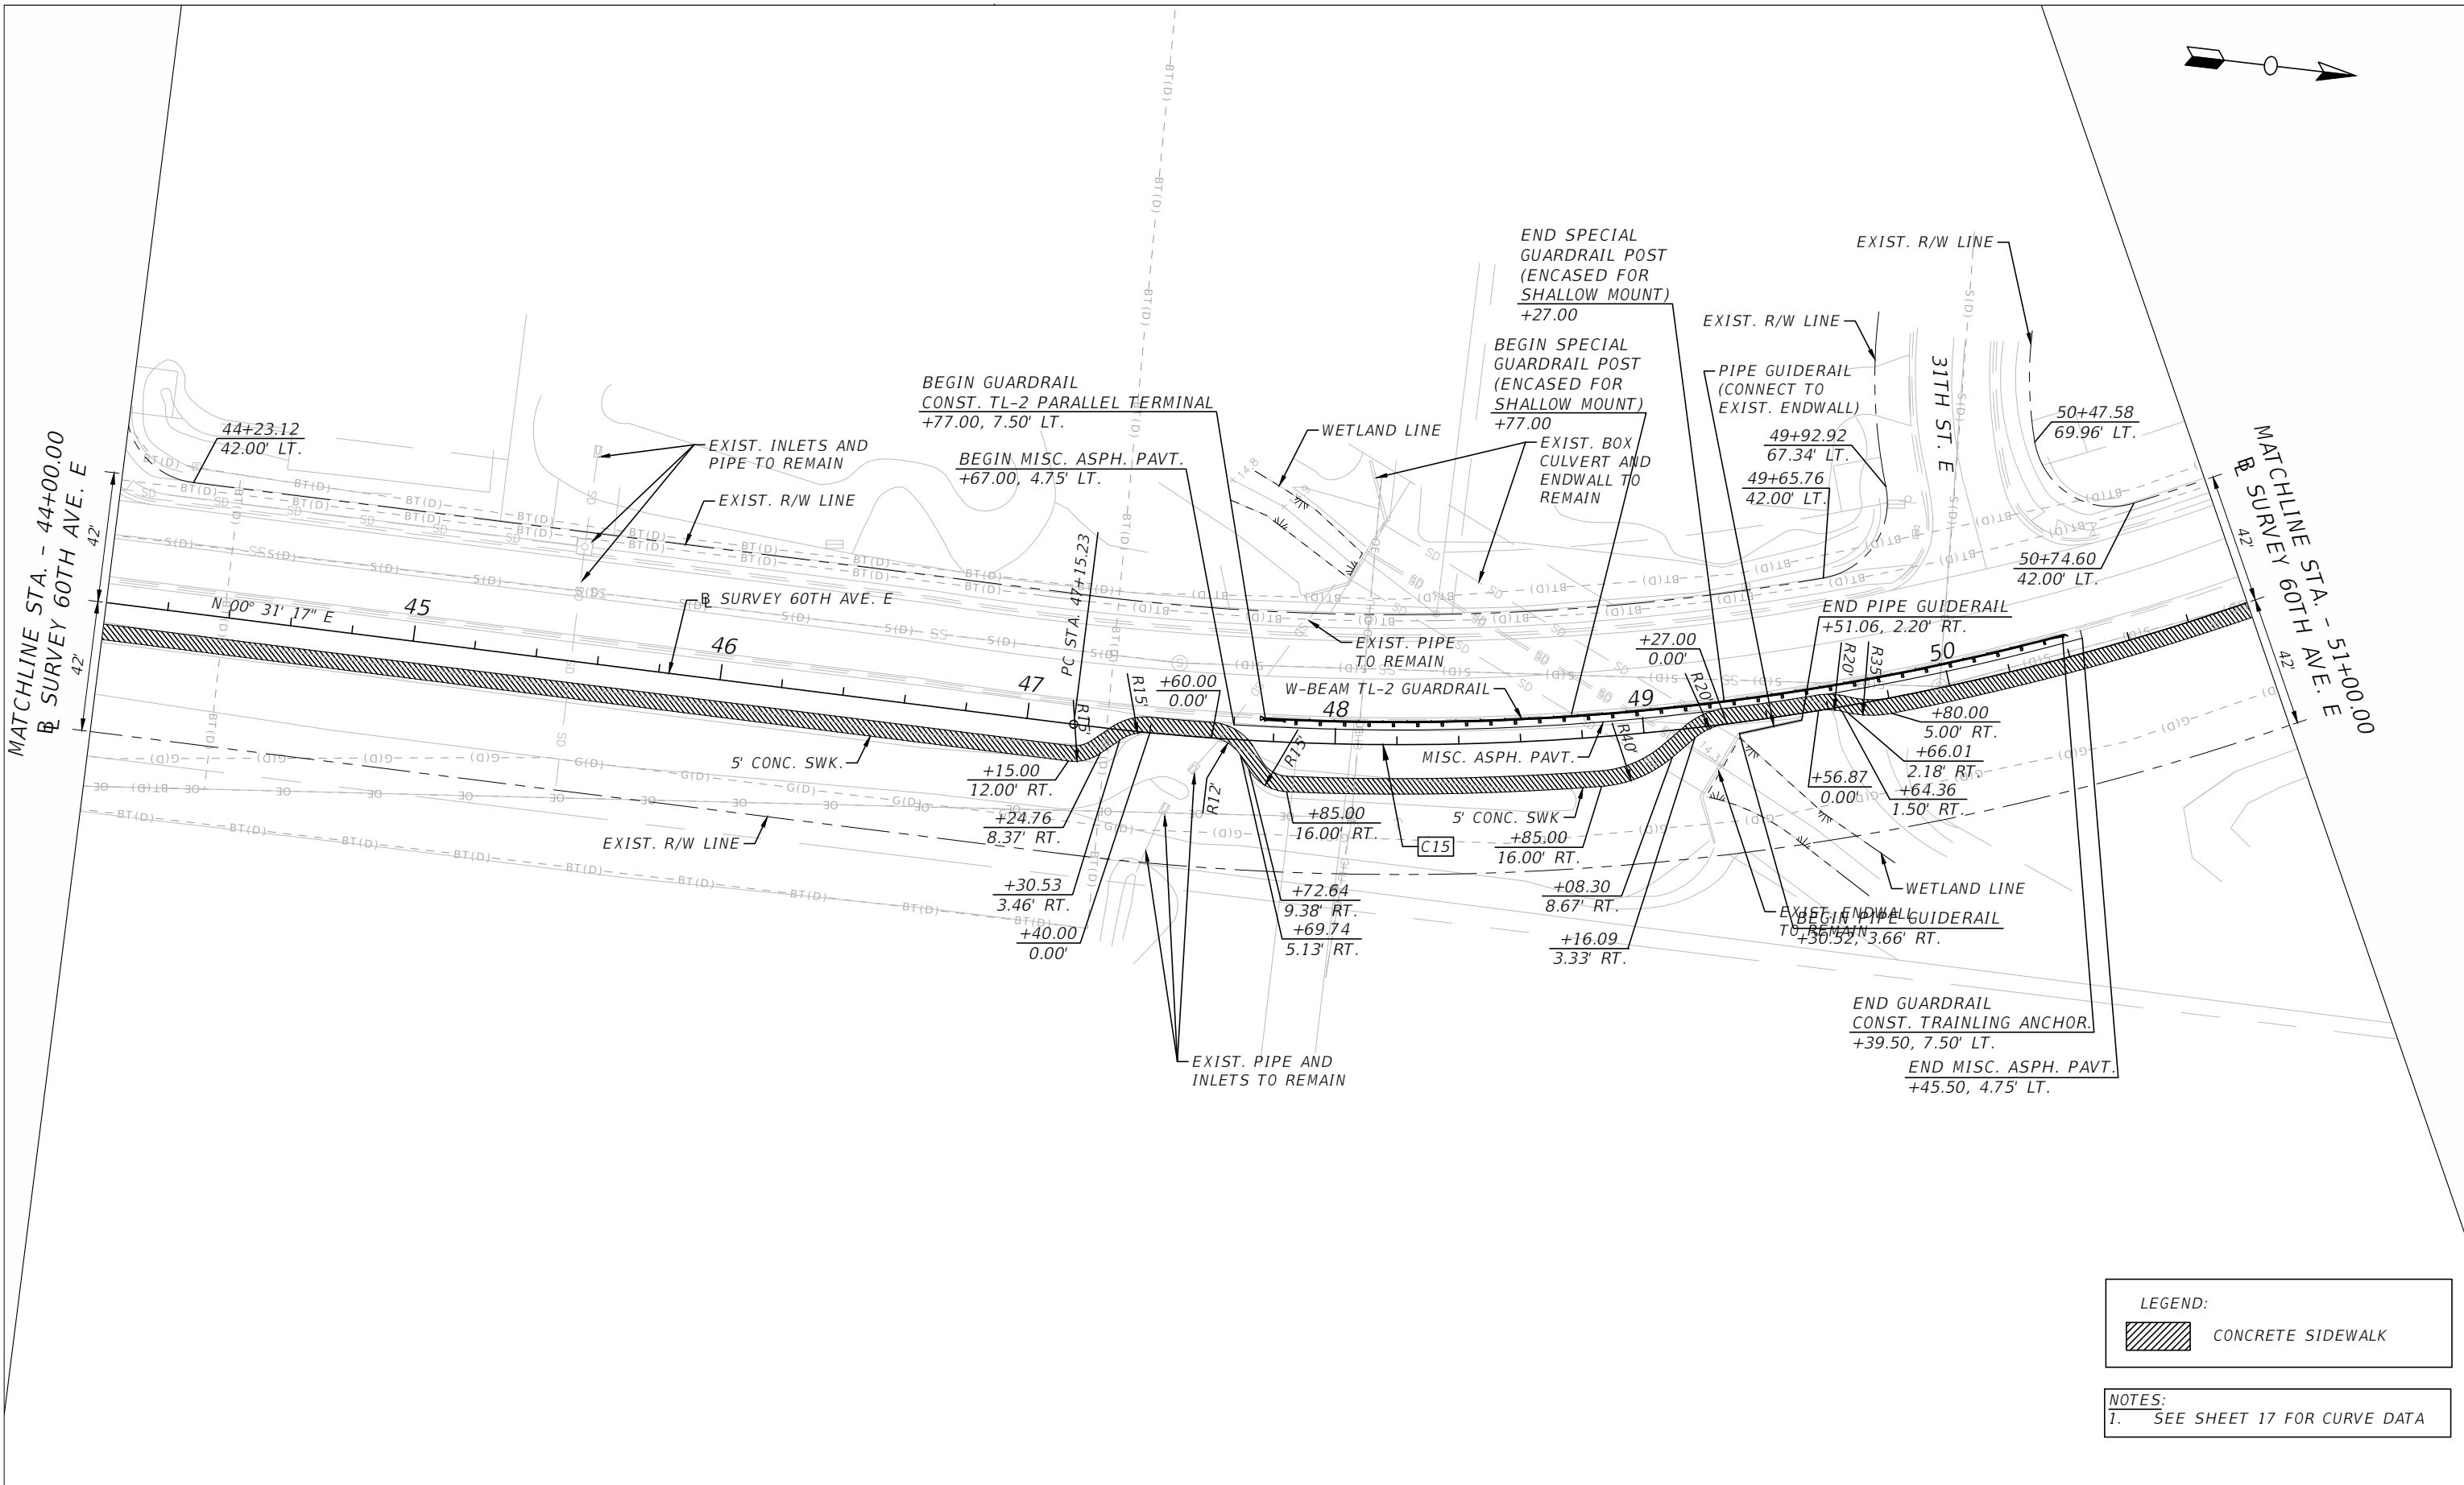 MATCHLINE STA. - 44+00.00
℄ SURVEY 60TH AVE. E
42'
42'
44+23.12
42.00' LT.
N 00° 31' 17" E
45
46
47
48
49
50
EXIST. INLETS AND
PIPE TO REMAIN
EXIST. R/W LINE
℄ SURVEY 60TH AVE. E
5' CONC. SWK.
EXIST. R/W LINE
BEGIN GUARDRAIL
CONST. TL-2 PARALLEL TERMINAL
+77.00, 7.50' LT.
BEGIN MISC. ASPH. PAVT.
+67.00, 4.75' LT.
PC STA. 47+15.23
R15'
R15'
+60.00
0.00'
+15.00
12.00' RT.
+24.76
8.37' RT.
+30.53
3.46' RT.
+40.00
0.00'
R12'
R15'
+85.00
16.00' RT.
+72.64
9.38' RT.
+69.74
5.13' RT.
EXIST. PIPE AND
INLETS TO REMAIN
WETLAND LINE
EXIST. PIPE
TO REMAIN
W-BEAM TL-2 GUARDRAIL
MISC. ASPH. PAVT.
C15
5' CONC. SWK
+85.00
16.00' RT.
+08.30
8.67' RT.
+16.09
3.33' RT.
END SPECIAL
GUARDRAIL POST
(ENCASED FOR
SHALLOW MOUNT)
+27.00
BEGIN SPECIAL
GUARDRAIL POST
(ENCASED FOR
SHALLOW MOUNT)
+77.00
EXIST. BOX
CULVERT AND
ENDWALL TO
REMAIN
+27.00
0.00'
R20'
R40'
EXIST. R/W LINE
EXIST. R/W LINE
PIPE GUIDERAIL
(CONNECT TO
EXIST. ENDWALL)
49+92.92
67.34' LT.
49+65.76
42.00' LT.
31TH ST. E
50+47.58
69.96' LT.
50+74.60
42.00' LT.
END PIPE GUIDERAIL
+51.06, 2.20' RT.
R20'
R35'
+80.00
5.00' RT.
+66.01
2.18' RT.
+64.36
1.50' RT.
+56.87
0.00'
WETLAND LINE
EXIST. ENDWALL
TO REMAIN
BEGIN PIPE GUIDERAIL
+30.52, 3.66' RT.
END GUARDRAIL
CONST. TRAINLING ANCHOR.
+39.50, 7.50' LT.
END MISC. ASPH. PAVT.
+45.50, 4.75' LT.
MATCHLINE STA. - 51+00.00
℄ SURVEY 60TH AVE. E
42'
42'
LEGEND:
CONCRETE SIDEWALK
NOTES:
1. SEE SHEET 17 FOR CURVE DATA